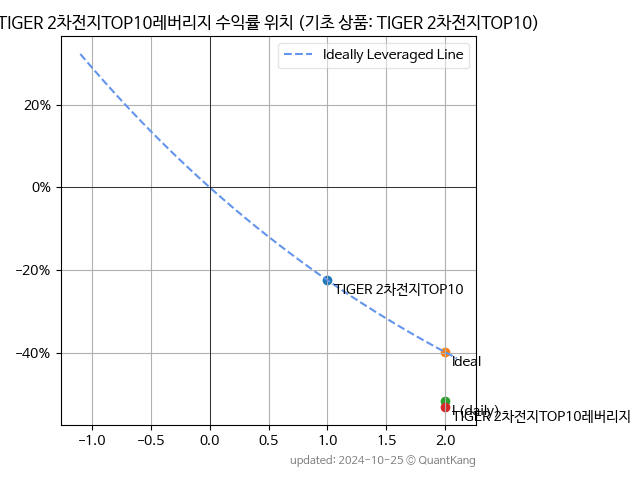 TIGER 2차전지TOP10레버리지 수익률 위치 (기초 상품: TIGER 2차전지TOP10)
Ideally Leveraged Line
20%
0%
−20%
−40%
TIGER 2차전지TOP10
Ideal
(daily)
TIGER 2차전지TOP10레버리지
−1.0 −0.5 0.0 0.5 1.0 1.5 2.0
updated: 2024-10-25 © QuantKang